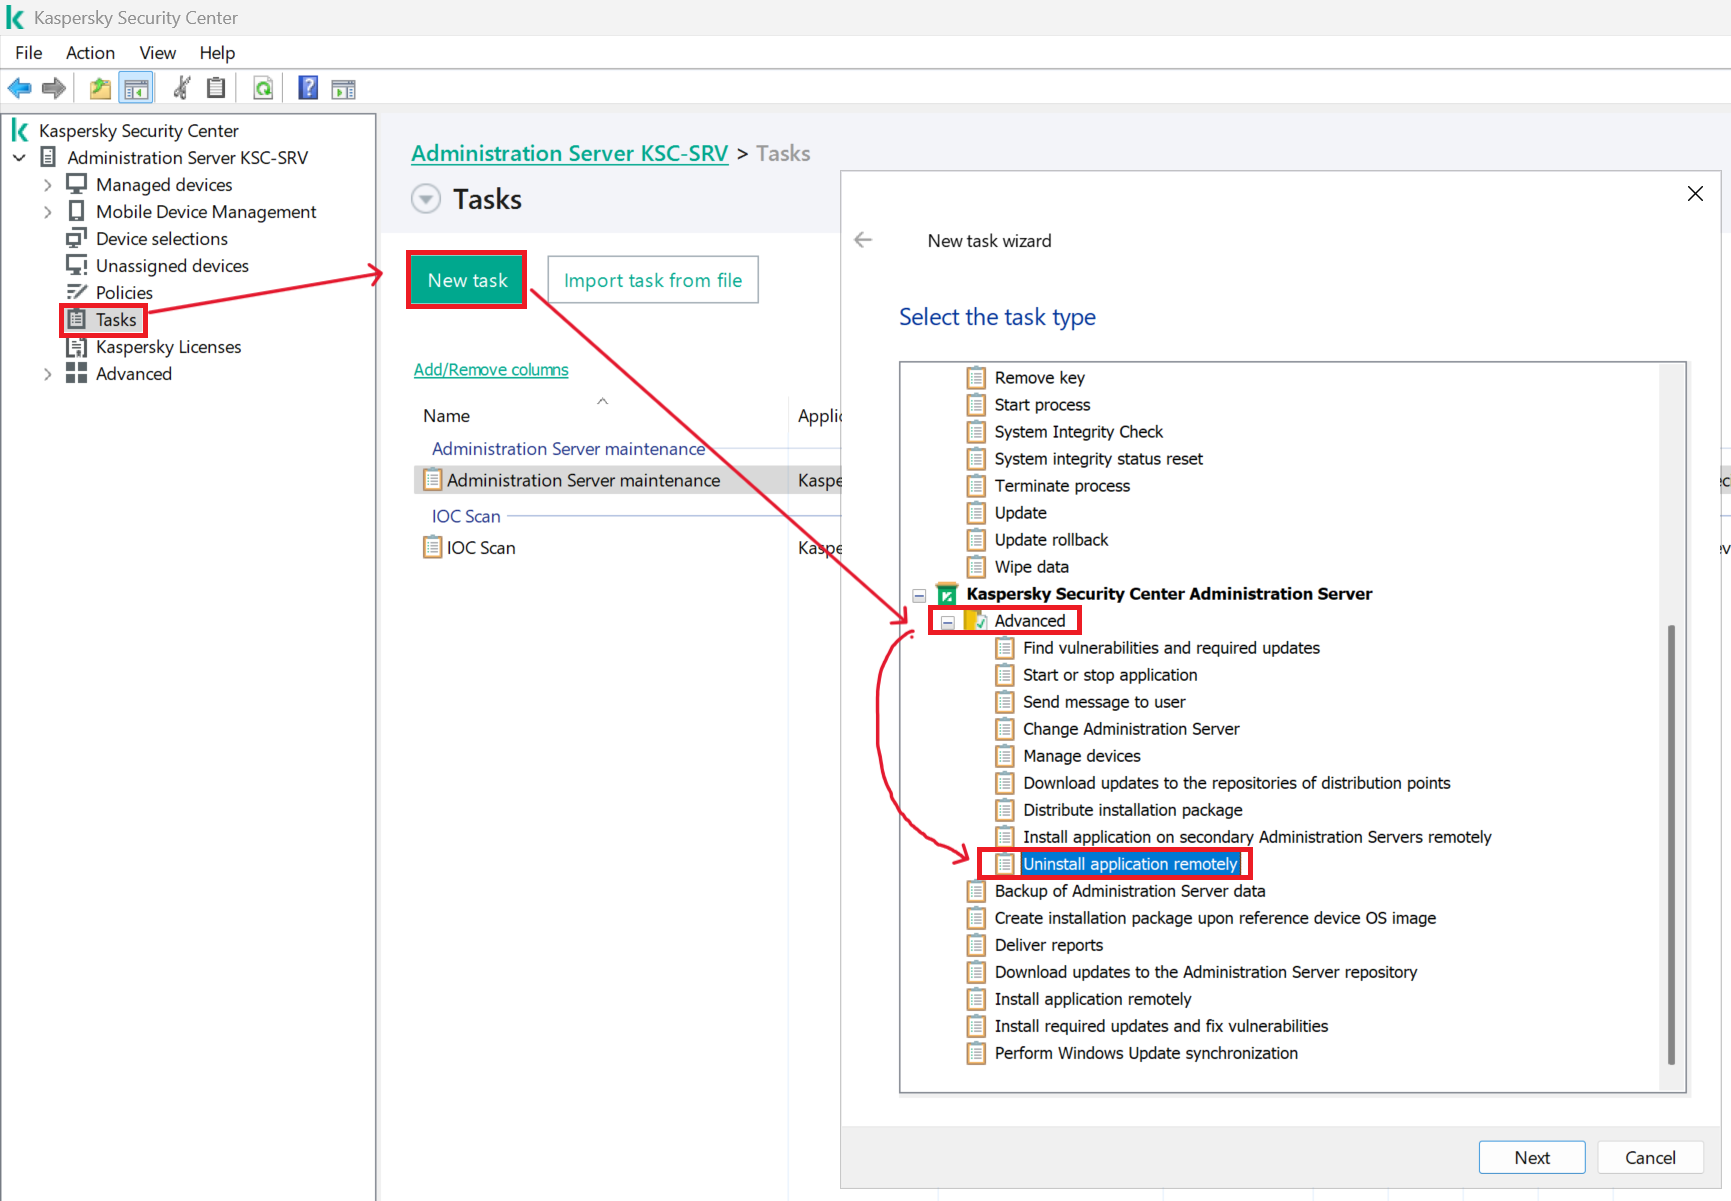 Kaspersky Security Center
File Action View Help
Kaspersky Security Center
Administration Server KSC-SRV
Managed devices
Mobile Device Management
Device selections
Unassigned devices
Policies
Tasks
Kaspersky Licenses
Advanced
Administration Server KSC-SRV > Tasks
Tasks
New task
Import task from file
Add/Remove columns
Name Applic
Administration Server maintenance
Administration Server maintenance Kaspe
IOC Scan
IOC Scan Kaspe
New task wizard
Select the task type
Remove key
Start process
System Integrity Check
System integrity status reset
Terminate process
Update
Update rollback
Wipe data
Kaspersky Security Center Administration Server
Advanced
Find vulnerabilities and required updates
Start or stop application
Send message to user
Change Administration Server
Manage devices
Download updates to the repositories of distribution points
Distribute installation package
Install application on secondary Administration Servers remotely
Uninstall application remotely
Backup of Administration Server data
Create installation package upon reference device OS image
Deliver reports
Download updates to the Administration Server repository
Install application remotely
Install required updates and fix vulnerabilities
Perform Windows Update synchronization
Next Cancel